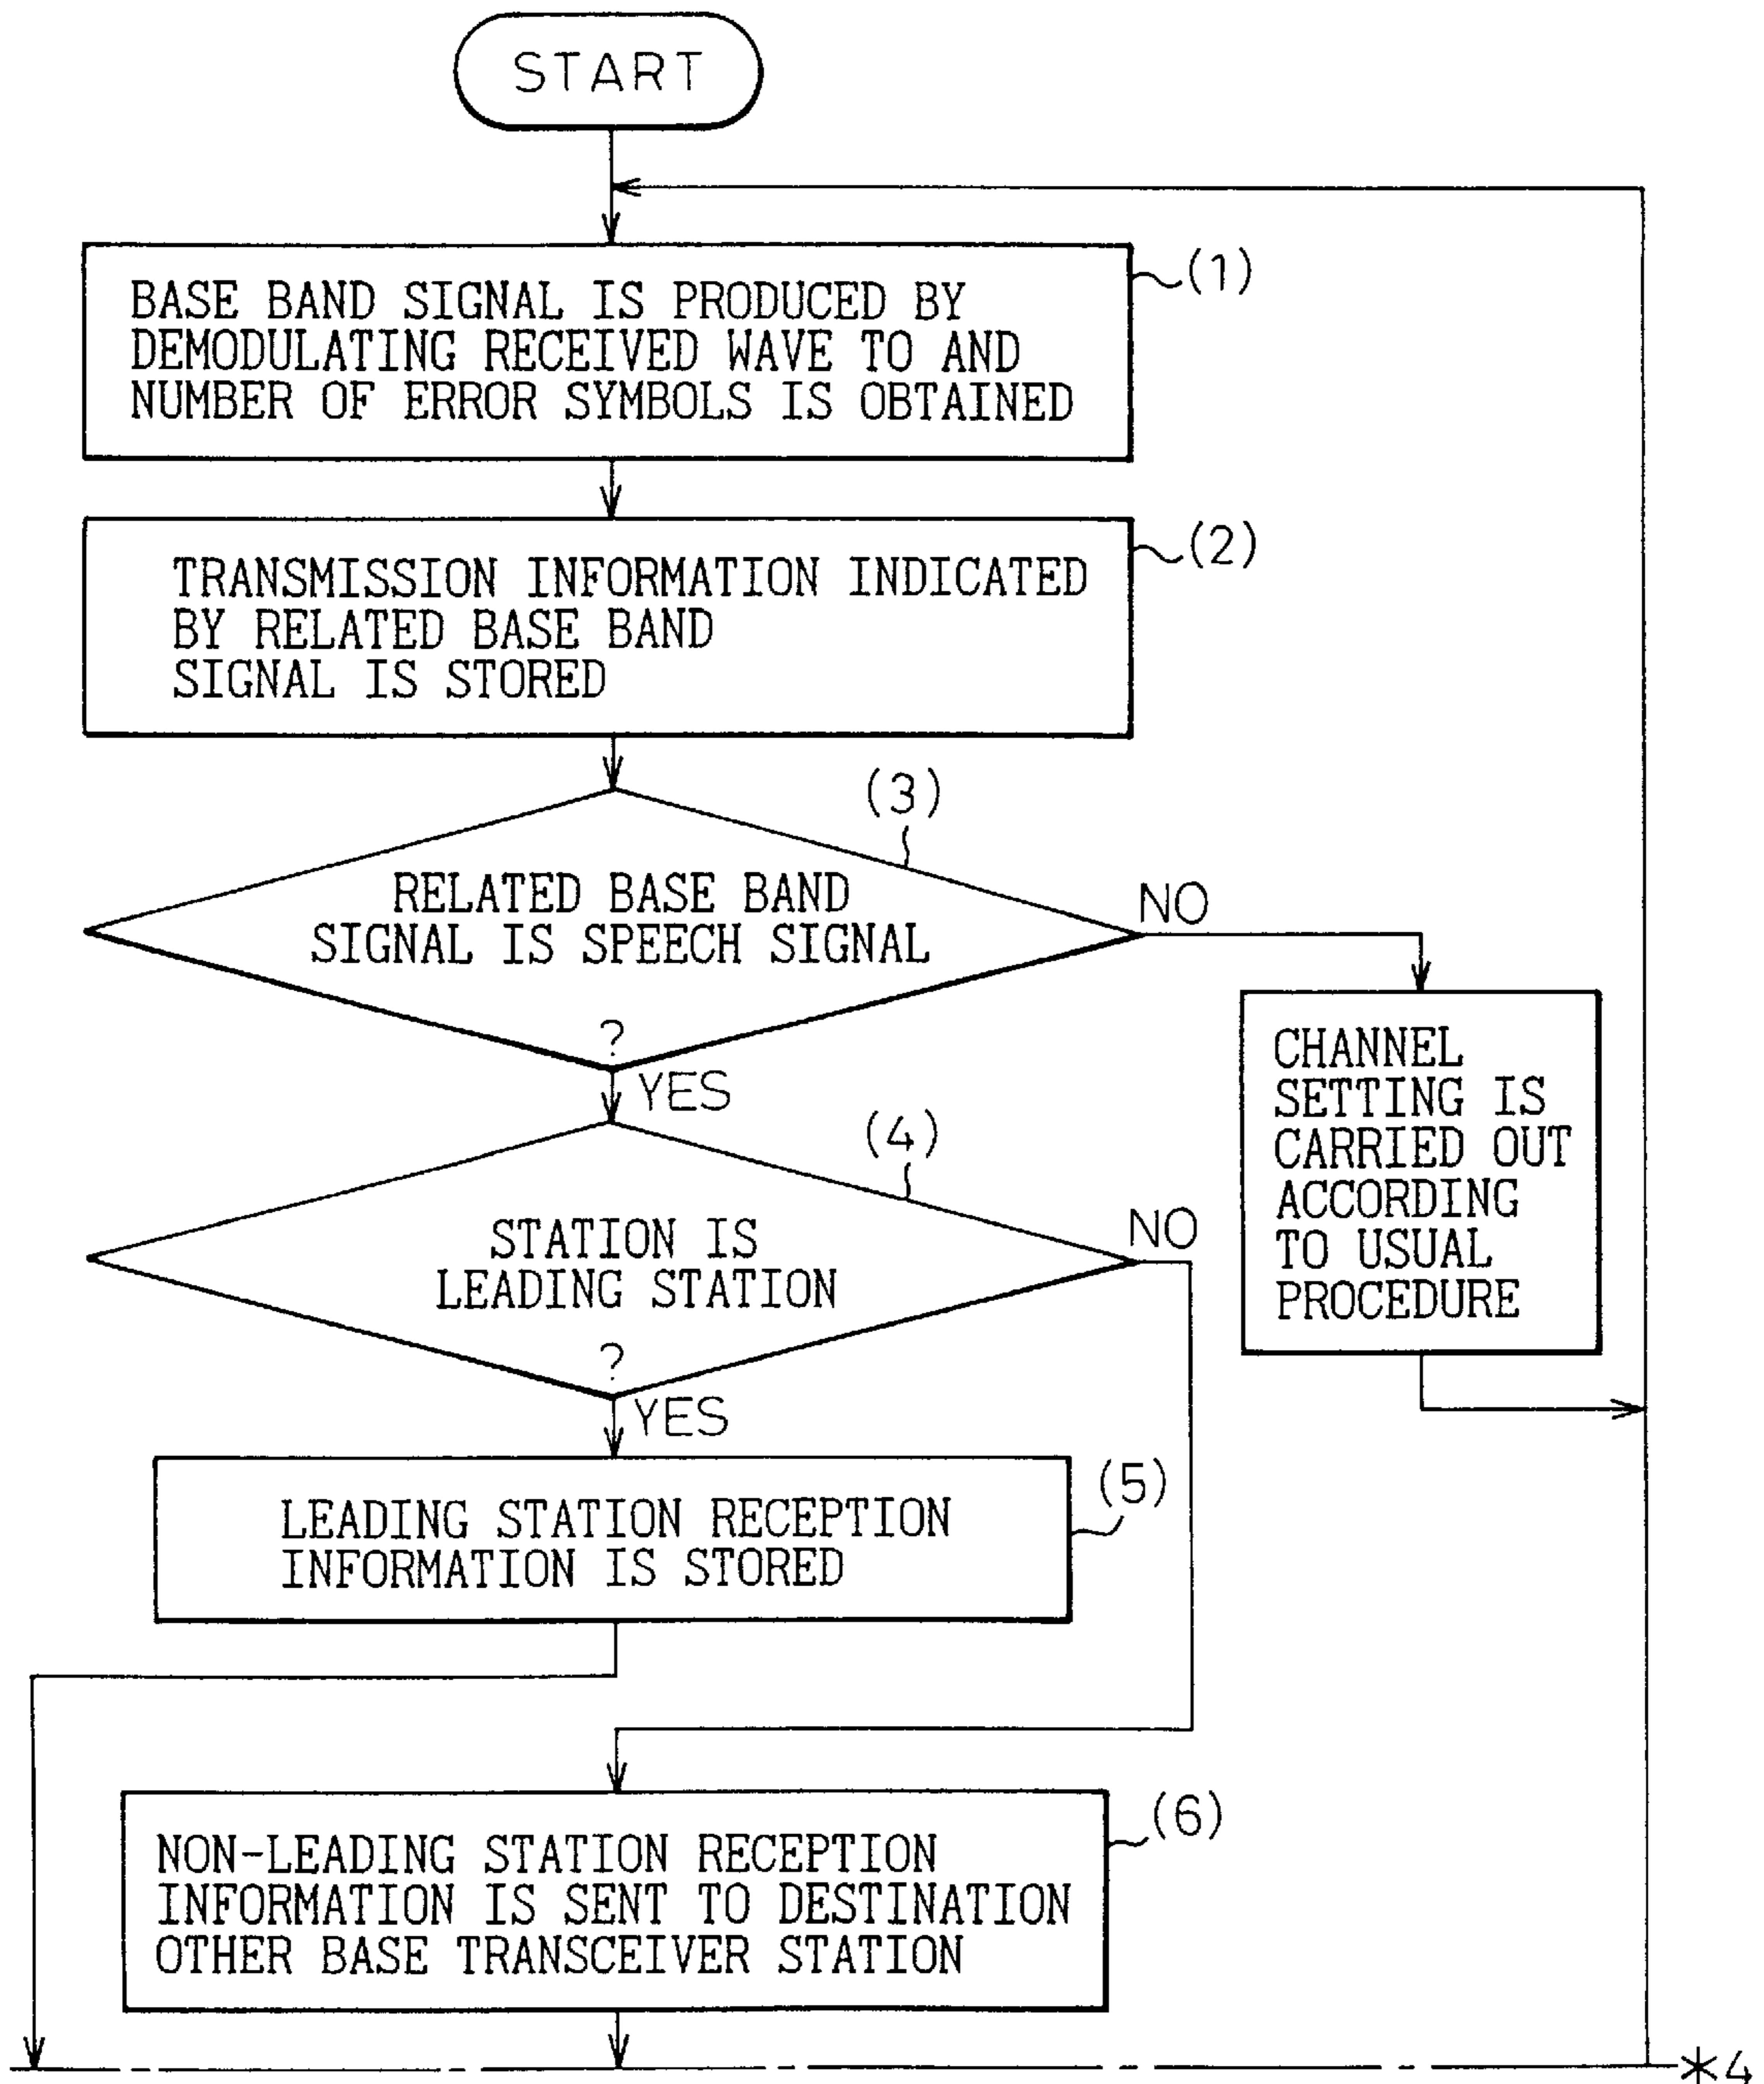 START
(1)
BASE BAND SIGNAL IS PRODUCED BY
DEMODULATING RECEIVED WAVE TO AND
NUMBER OF ERROR SYMBOLS IS OBTAINED
(2)
TRANSMISSION INFORMATION INDICATED
BY RELATED BASE BAND
SIGNAL IS STORED
(3)
RELATED BASE BAND
SIGNAL IS SPEECH SIGNAL
?
NO
YES
CHANNEL
SETTING IS
CARRIED OUT
ACCORDING
TO USUAL
PROCEDURE
(4)
STATION IS
LEADING STATION
?
NO
YES
(5)
LEADING STATION RECEPTION
INFORMATION IS STORED
(6)
NON-LEADING STATION RECEPTION
INFORMATION IS SENT TO DESTINATION
OTHER BASE TRANSCEIVER STATION
*4